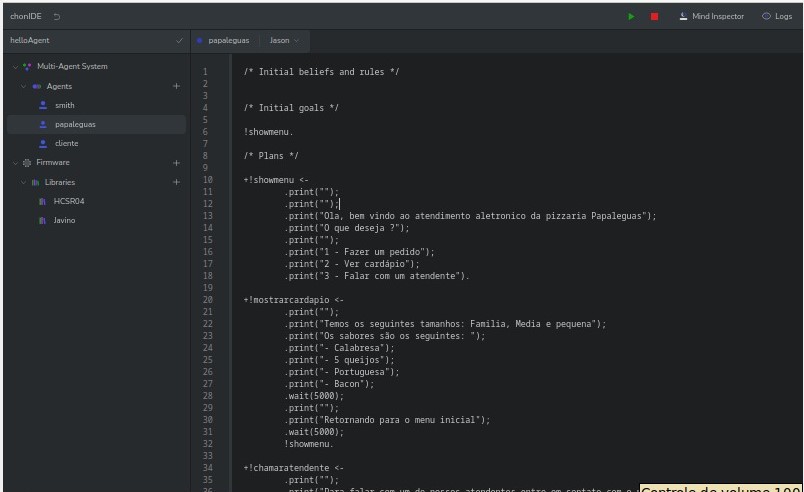 chonIDE
Mind Inspector
Logs
helloAgent
papaleguas
Jason
Multi-Agent System
Agents
smith
papaleguas
cliente
Firmware
Libraries
HCSR04
Javino
1 /* Initial beliefs and rules */
2
3
4 /* Initial goals */
5
6 !showmenu.
7
8 /* Plans */
9
10 +!showmenu <-
11 .print("");
12 .print("");
13 .print("Ola, bem vindo ao atendimento aletronico da pizzaria Papaleguas");
14 .print("O que deseja ?");
15 .print("");
16 .print("1 - Fazer um pedido");
17 .print("2 - Ver cardápio");
18 .print("3 - Falar com um atendente").
19
20 +!mostrarcardapio <-
21 .print("");
22 .print("Temos os seguintes tamanhos: Familia, Media e pequena");
23 .print("Os sabores são os seguintes: ");
24 .print("- Calabresa");
25 .print("- 5 queijos");
26 .print("- Portuguesa");
27 .print("- Bacon");
28 .wait(5000);
29 .print("");
30 .print("Retornando para o menu inicial");
31 .wait(5000);
32 !showmenu.
33
34 +!chamaratendente <-
35 .print("");
36 .print("Para falar com um de nossos atendentes entre em contato com o
Controle de volume 100